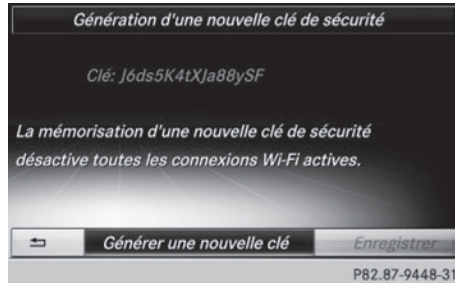 Génération d'une nouvelle clé de sécurité
Clé: J6ds5K4tXJa88ySF
La mémorisation d'une nouvelle clé de sécurité
désactive toutes les connexions Wi-Fi actives.
Générer une nouvelle clé
Enregistrer
P82.87-9448-31